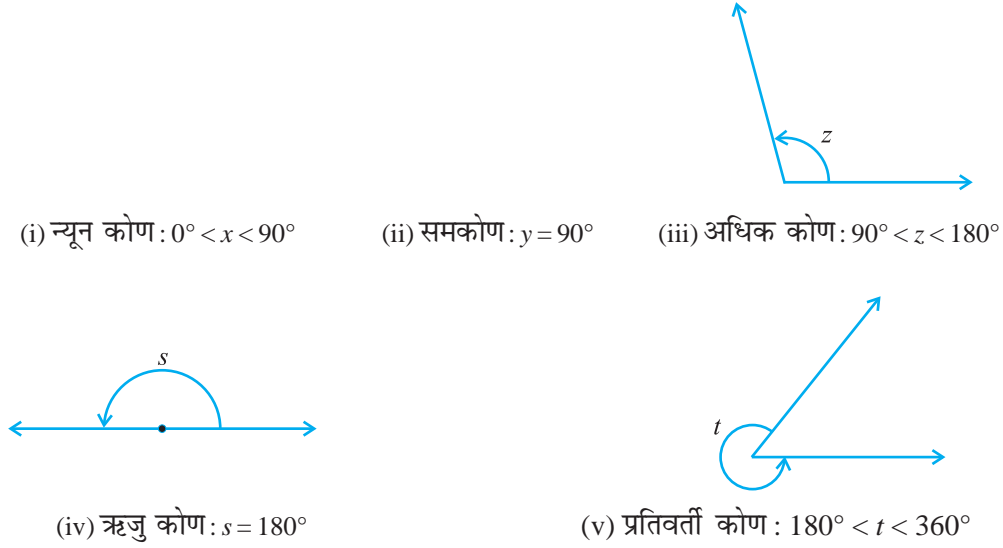 z
(i) न्यून कोण : 0° < x < 90° (ii) समकोण : y = 90° (iii) अधिक कोण : 90° < z < 180°
s
t
(iv) ऋजु कोण : s = 180° (v) प्रतिवर्ती कोण : 180° < t < 360°